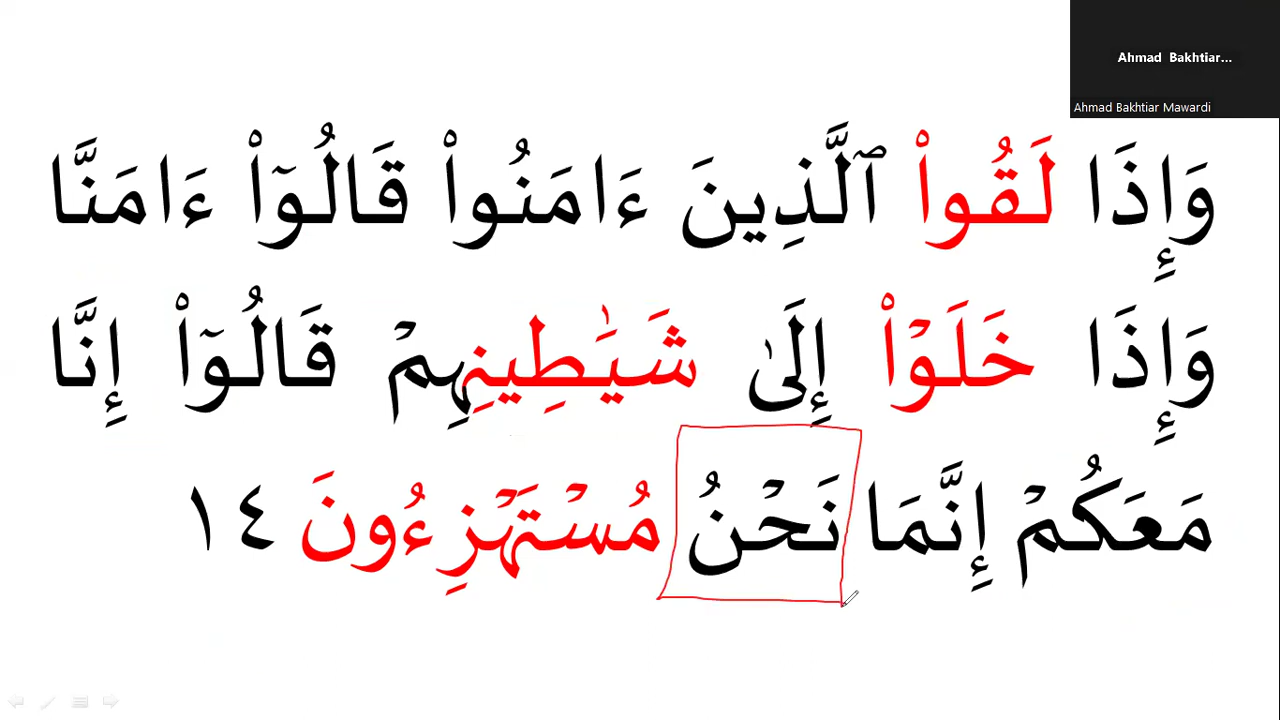 Ahmad Bakhtiar...
Ahmad Bakhtiar Mawardi
وَإِذَا لَقُوا۟ ٱلَّذِينَ ءَامَنُوا۟ قَالُوٓا۟ ءَامَنَّا
وَإِذَا خَلَوْا۟ إِلَىٰ شَيَٰطِينِهِمْ قَالُوٓا۟ إِنَّا
مَعَكُمْ إِنَّمَا نَحْنُ مُسْتَهْزِءُونَ ١٤